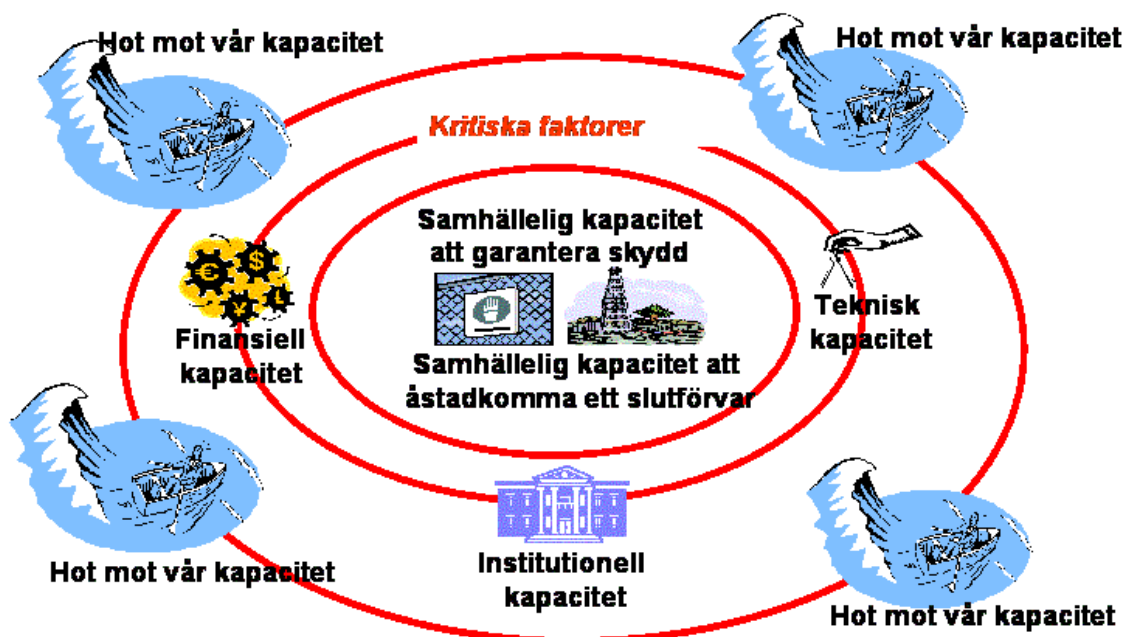 Hot mot vår kapacitet
Hot mot vår kapacitet
Kritiska faktorer
Samhällelig kapacitet
att garantera skydd
€
$
¥
£
Finansiell
kapacitet
Teknisk
kapacitet
Samhällelig kapacitet att
åstadkomma ett slutförvar
Institutionell
kapacitet
Hot mot vår kapacitet
Hot mot vår kapacitet